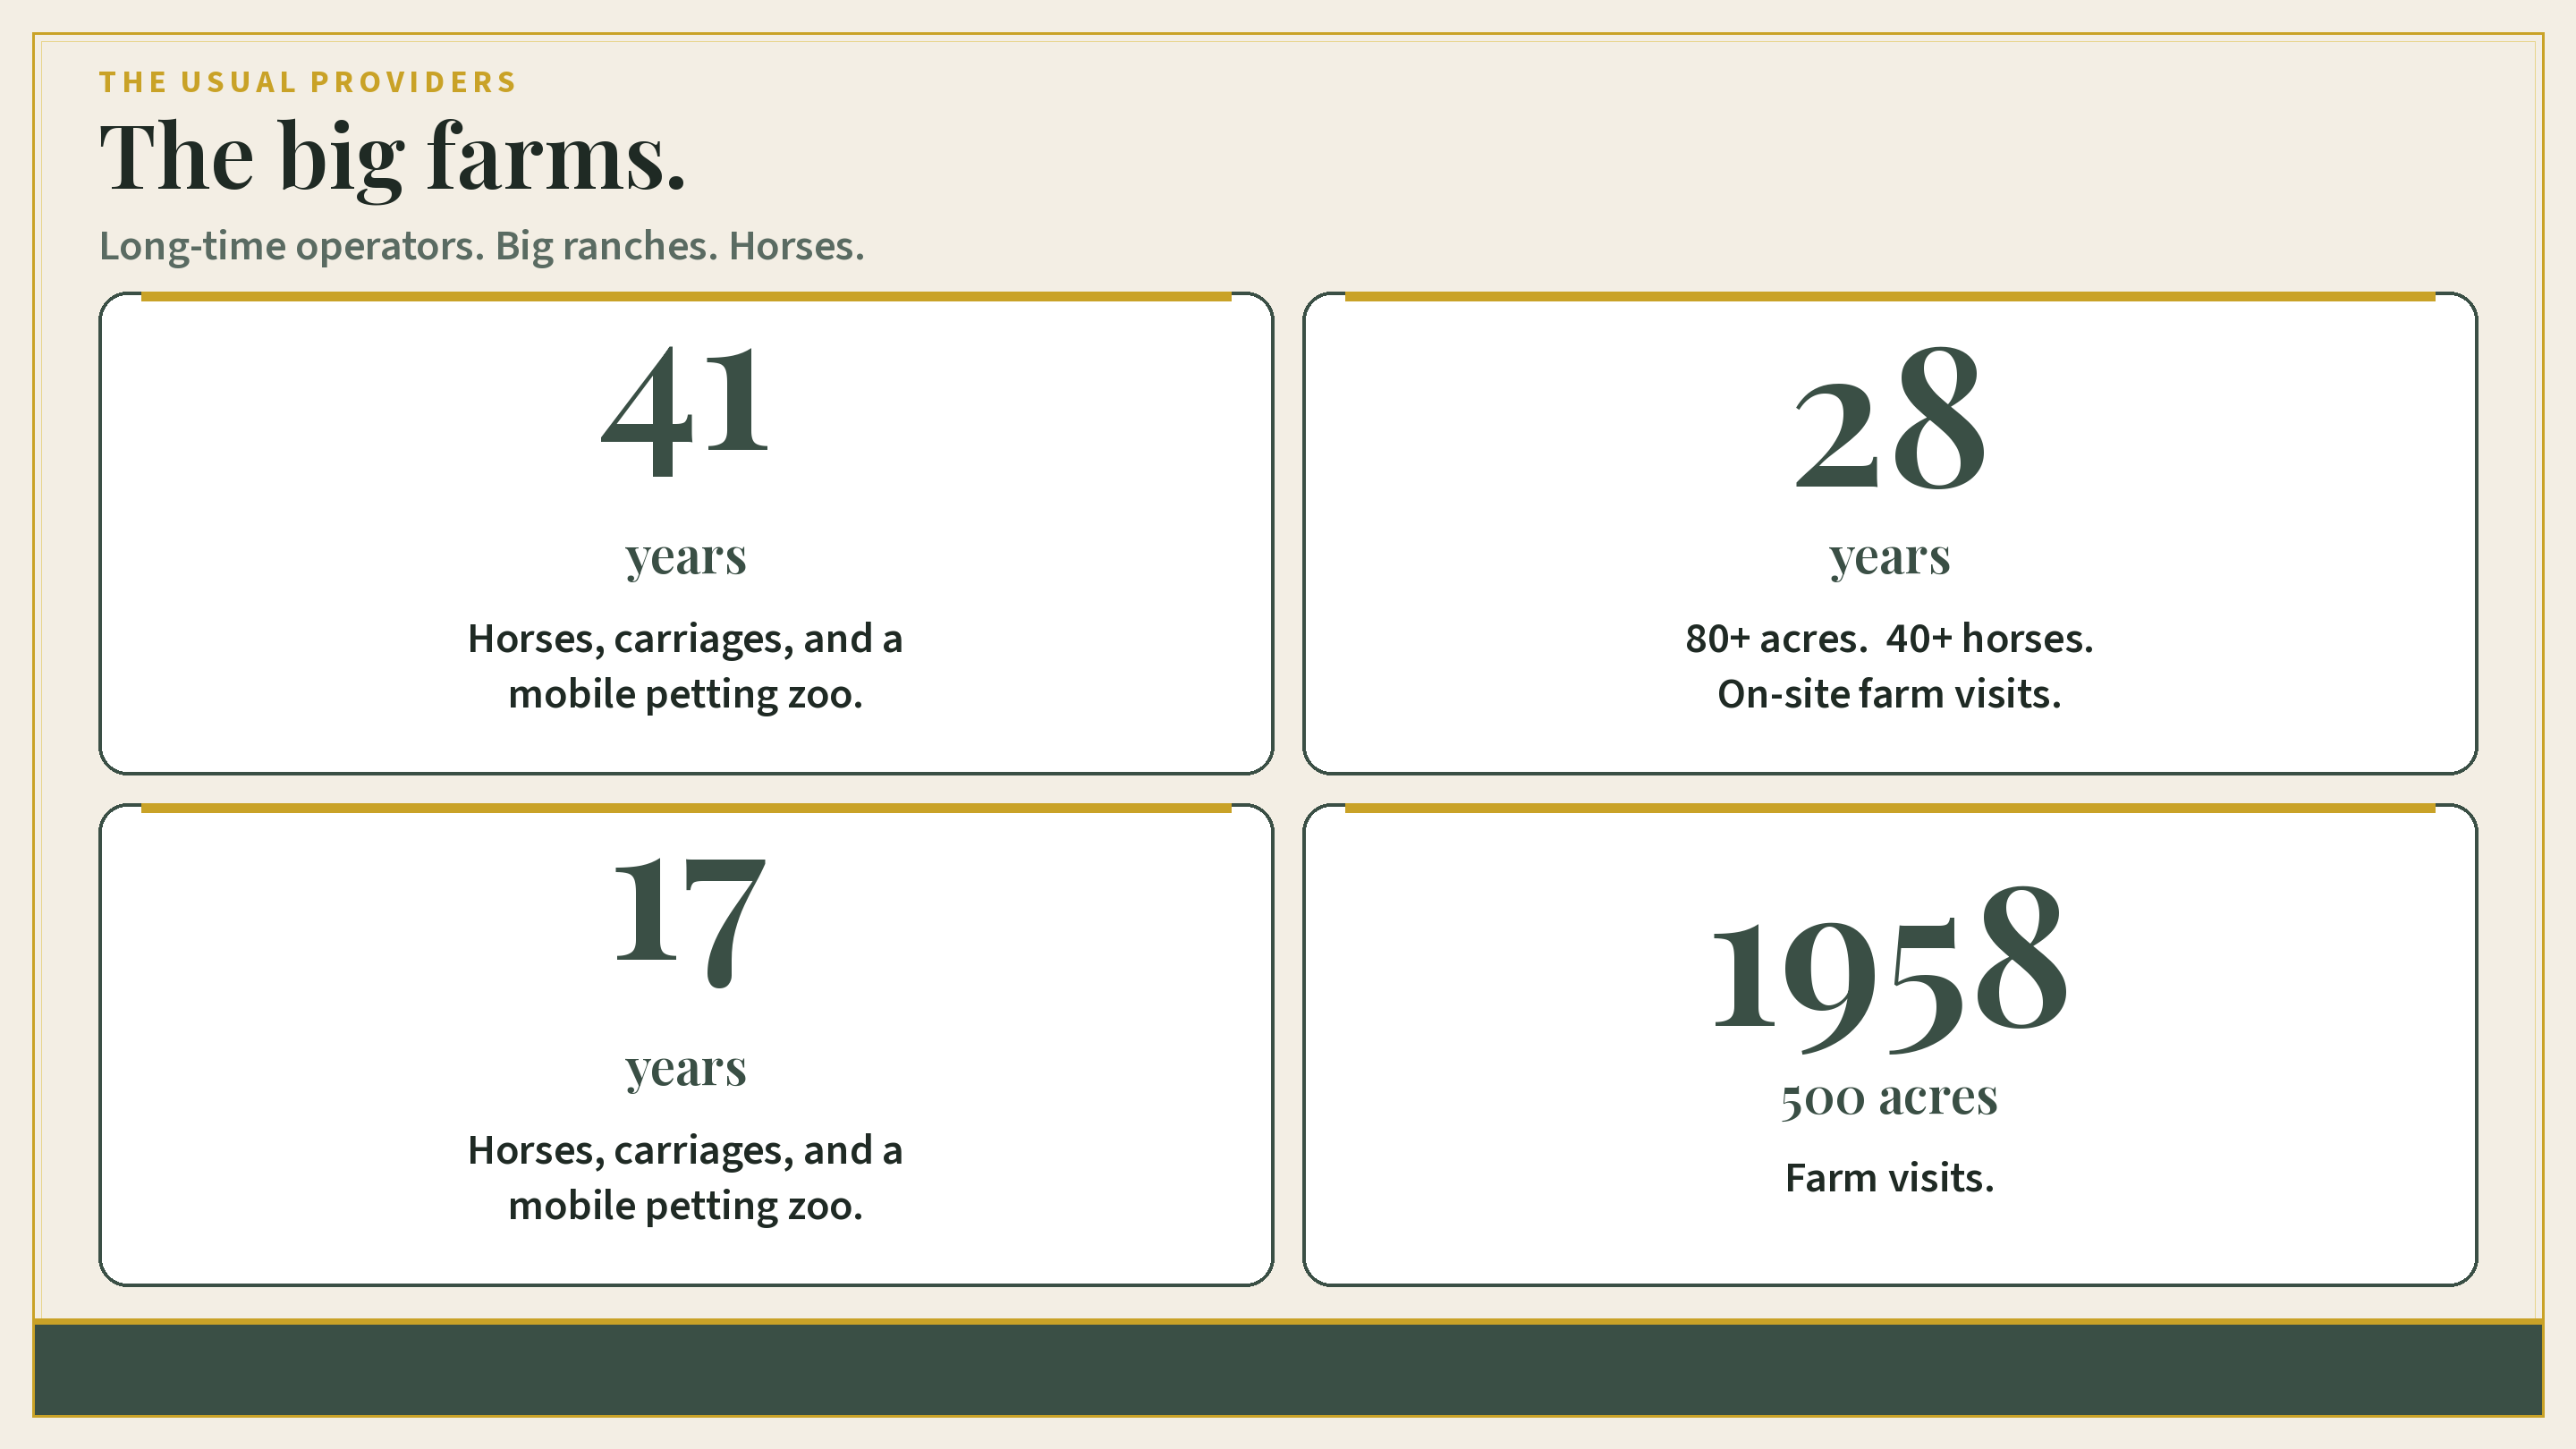 THE USUAL PROVIDERS
The big farms.
Long-time operators. Big ranches. Horses.
41
years
Horses, carriages, and a
mobile petting zoo.
28
years
80+ acres.  40+ horses.
On-site farm visits.
17
years
Horses, carriages, and a
mobile petting zoo.
1958
500 acres
Farm visits.